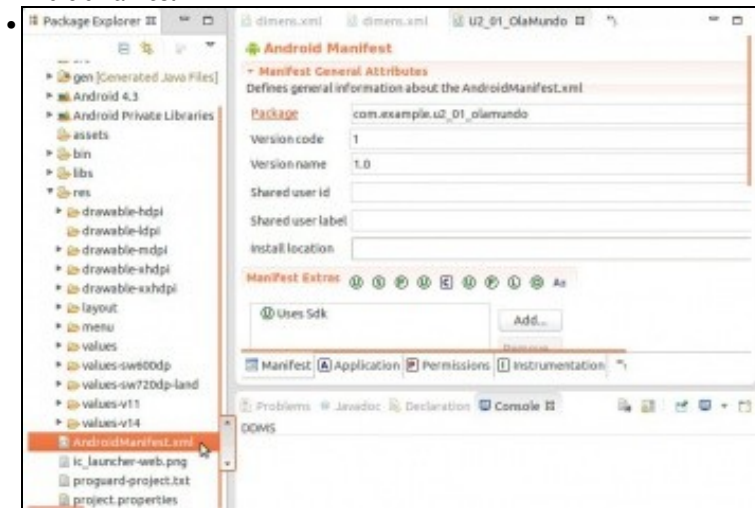 Package Explorer
gen [Generated Java Files]
Android 4.3
Android Private Libraries
assets
bin
libs
res
drawable-hdpi
drawable-ldpi
drawable-mdpi
drawable-xhdpi
drawable-xxhdpi
layout
menu
values
values-sw600dp
values-sw720dp-land
values-v11
values-v14
AndroidManifest.xml
ic_launcher-web.png
proguard-project.txt
project.properties
dimens.xml dimens.xml U2_01_OlaMundo
Android Manifest
Manifest General Attributes
Defines general information about the AndroidManifest.xml
Package com.example.u2_01_olamundo
Version code 1
Version name 1.0
Shared user id
Shared user label
Install location
Manifest Extras U S P U C U P L O Az
U Uses Sdk
Add...
Manifest A Application P Permissions I Instrumentation
Problems Javadoc Declaration Console
DDMS